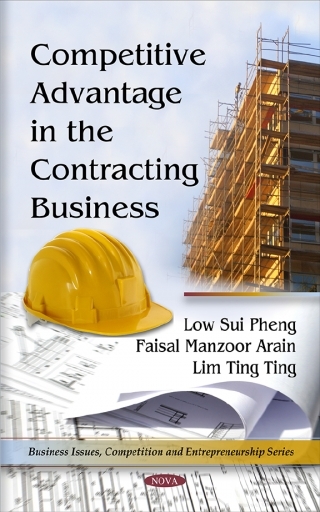 Competitive
Advantage
in the
Contracting
Business
Low Sui Pheng
Faisal Manzoor Arain
Lim Ting Ting
Business Issues, Competition and Entrepreneurship Series
NOVA